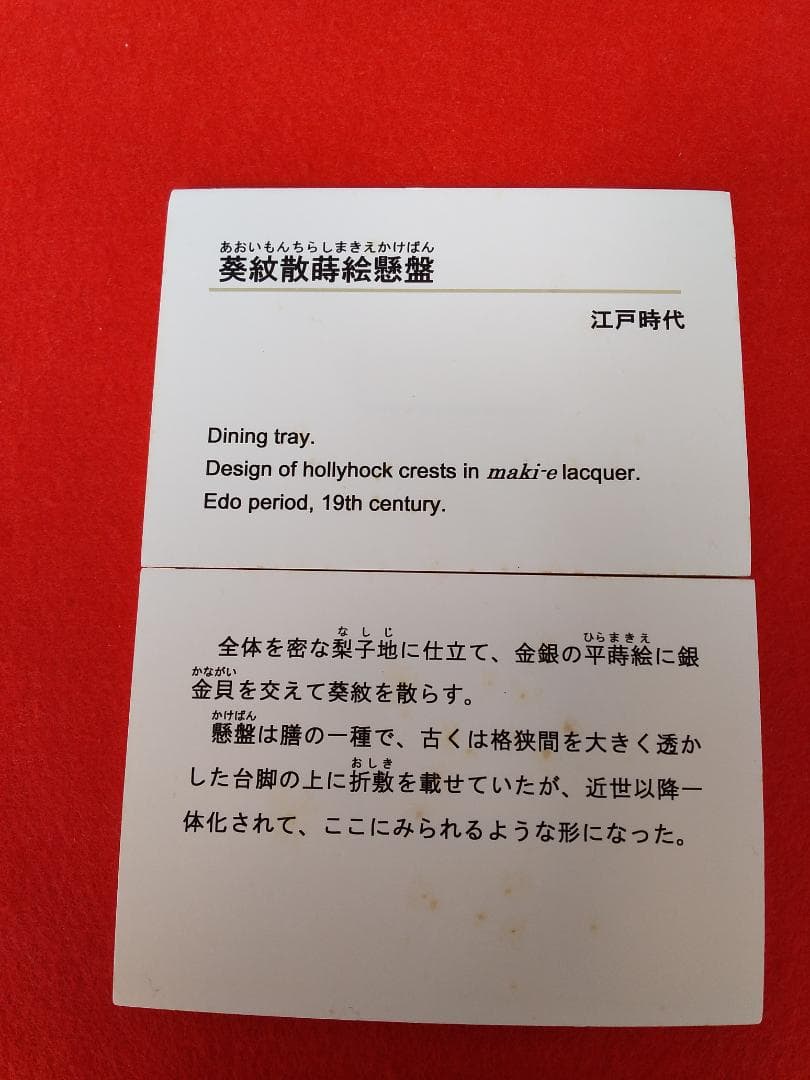 あおいもんちらしまきえかけばん
葵紋散蒔絵懸盤
江戸時代
Dining tray.
Design of hollyhock crests in maki-e lacquer.
Edo period, 19th century.
なしじ ひらまきえ
全体を密な梨子地に仕立て、金銀の平蒔絵に銀
かながい
金貝を交えて葵紋を散らす。
かけばん
懸盤は膳の一種で、古くは格狭間を大きく透か
おしき
した台脚の上に折敷を載せていたが、近世以降一
体化されて、ここにみられるような形になった。